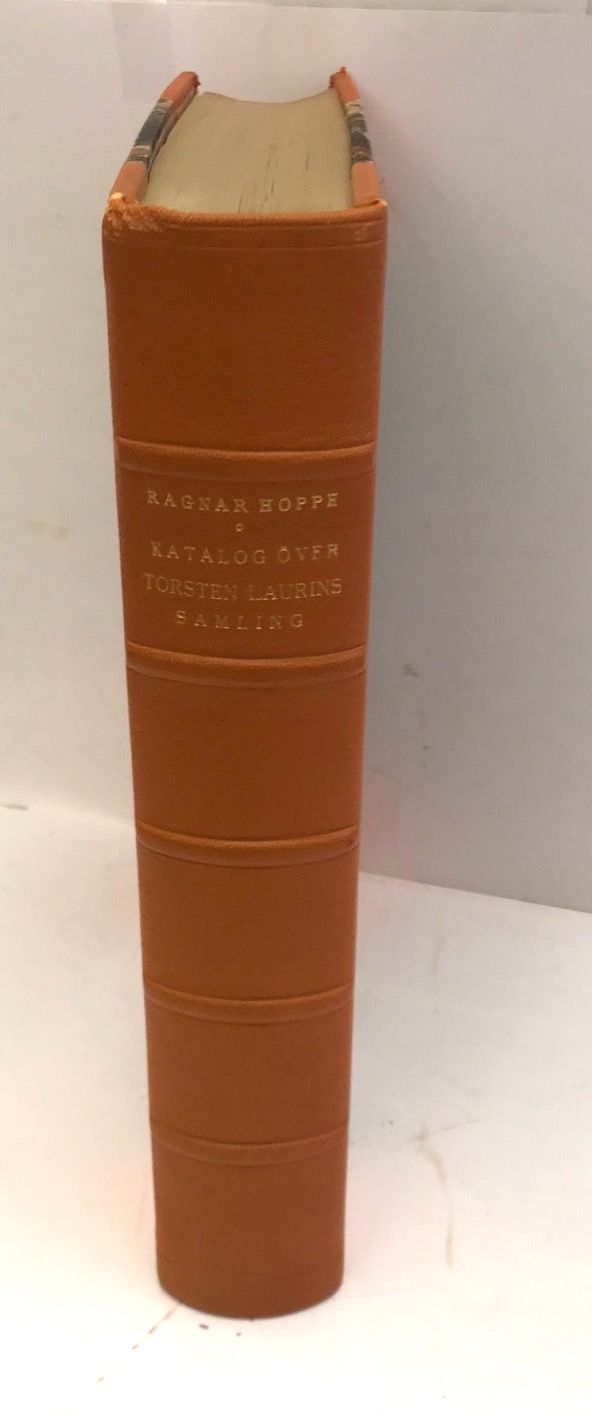 RAGNAR HOPPE
KATALOG ÖVER
TORSTEN LAURINS
SAMLING